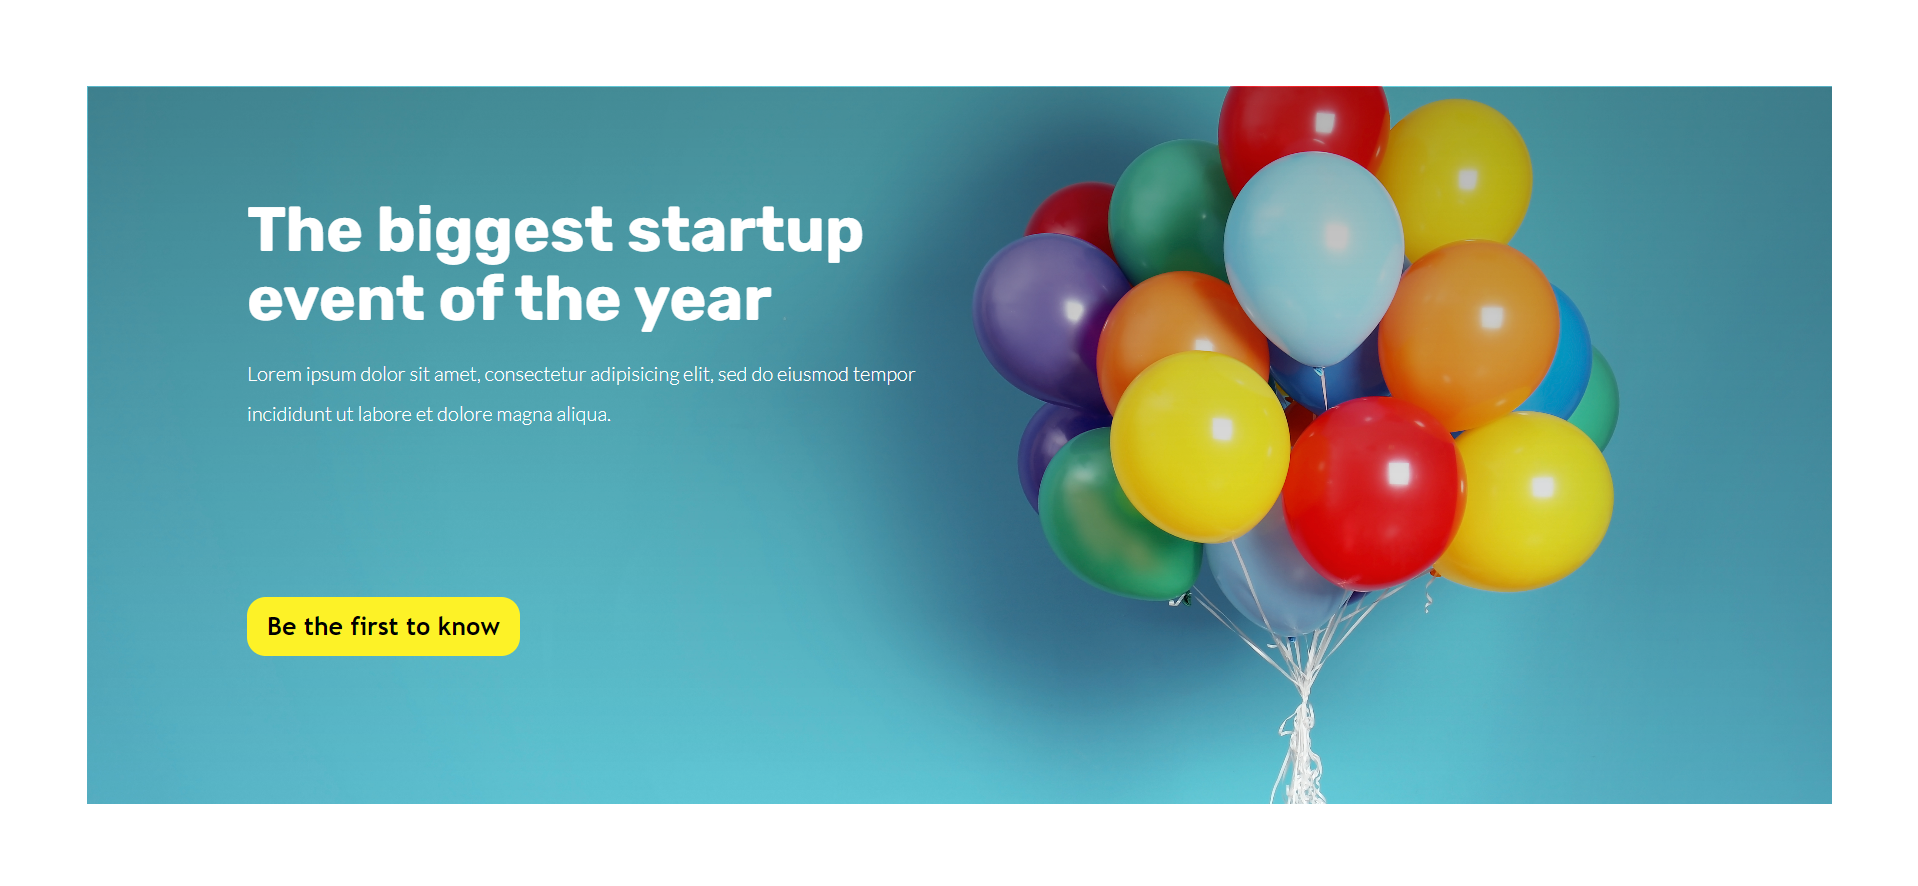 The biggest startup
event of the year
Lorem ipsum dolor sit amet, consectetur adipisicing elit, sed do eiusmod tempor
incididunt ut labore et dolore magna aliqua.
Be the first to know